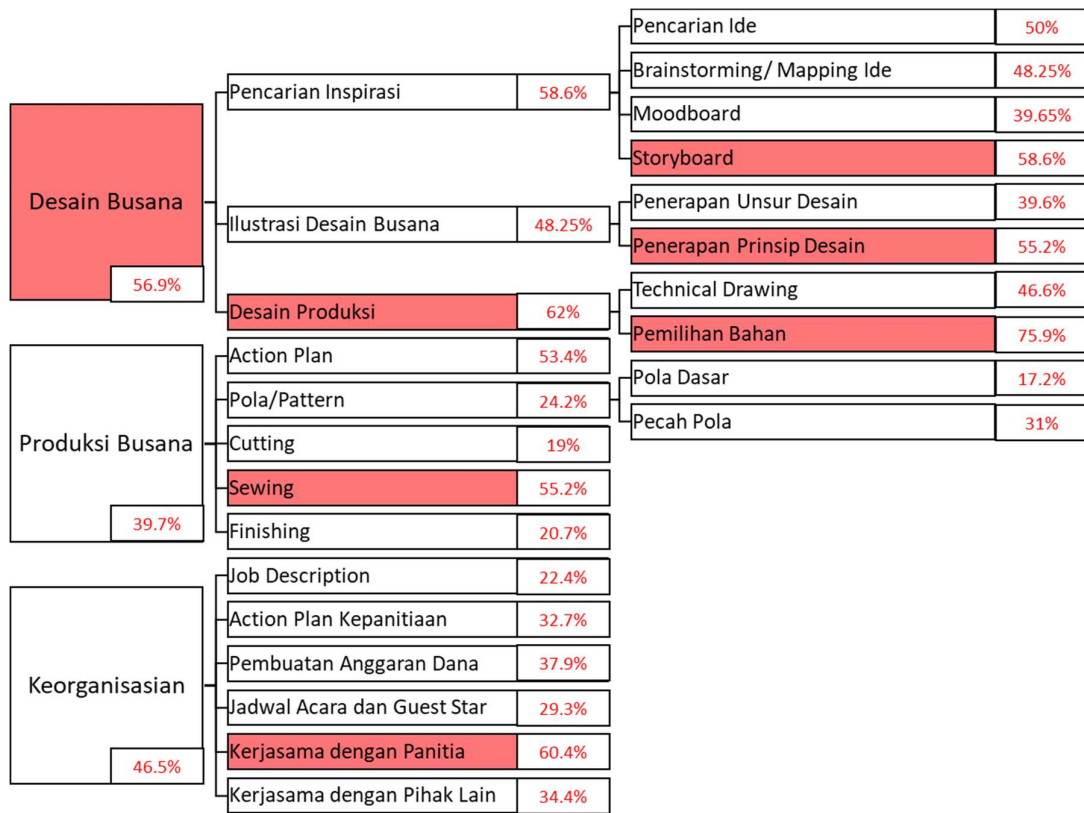 Desain Busana
56.9%
Pencarian Inspirasi 58.6%
Pencarian Ide 50%
Brainstorming/ Mapping Ide 48.25%
Moodboard 39.65%
Storyboard 58.6%
Ilustrasi Desain Busana 48.25%
Penerapan Unsur Desain 39.6%
Penerapan Prinsip Desain 55.2%
Desain Produksi 62%
Technical Drawing 46.6%
Pemilihan Bahan 75.9%
Produksi Busana
39.7%
Action Plan 53.4%
Pola/Pattern 24.2%
Pola Dasar 17.2%
Pecah Pola 31%
Cutting 19%
Sewing 55.2%
Finishing 20.7%
Keorganisasian
46.5%
Job Description 22.4%
Action Plan Kepanitiaan 32.7%
Pembuatan Anggaran Dana 37.9%
Jadwal Acara dan Guest Star 29.3%
Kerjasama dengan Panitia 60.4%
Kerjasama dengan Pihak Lain 34.4%